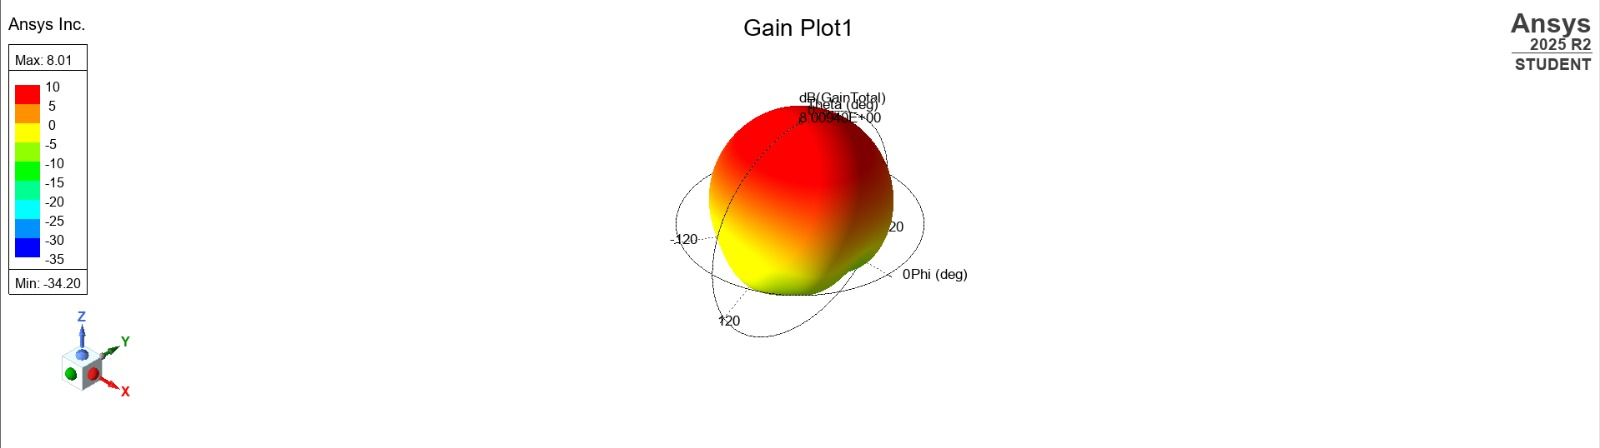 Ansys Inc.
Gain Plot1
Ansys
2025 R2
STUDENT
Max: 8.01
10
5
0
-5
-10
-15
-20
-25
-30
-35
Min: -34.20
dB(GainTotal)
Theta (deg)
-120
20
0Phi (deg)
120
Z
Y
X